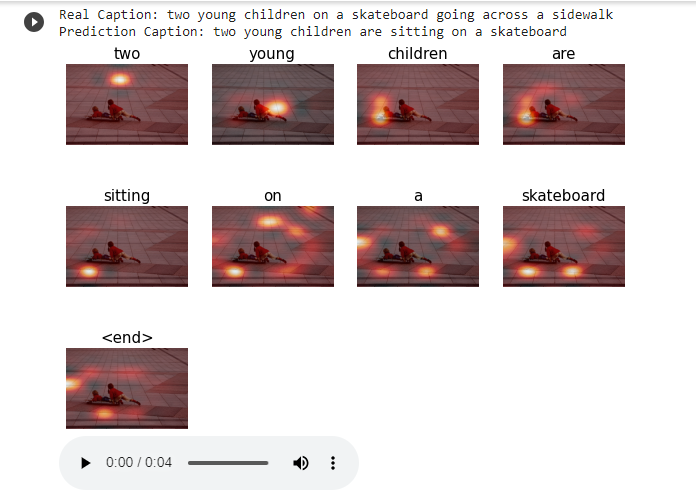 Real Caption: two young children on a skateboard going across a sidewalk
Prediction Caption: two young children are sitting on a skateboard
two young children are
sitting on a skateboard
<end>
0:00 / 0:04